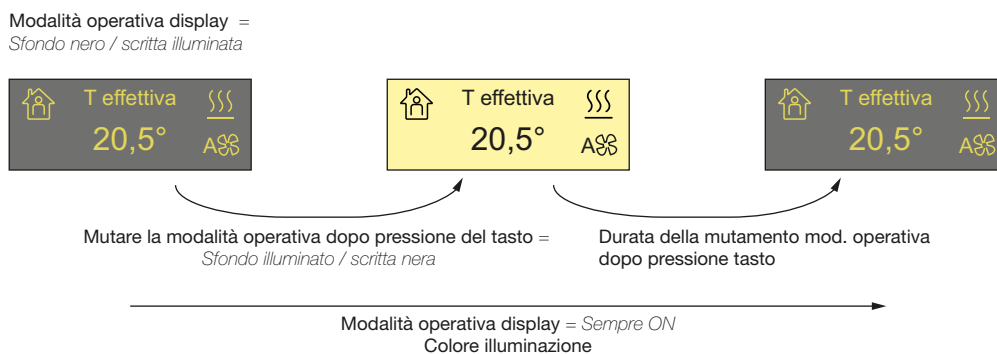 Modalità operativa display =
Sfondo nero / scritta illuminata
T effettiva
20,5°
A
T effettiva
20,5°
A
T effettiva
20,5°
A
Mutare la modalità operativa dopo pressione del tasto =
Sfondo illuminato / scritta nera
Durata della mutamento mod. operativa
dopo pressione tasto
Modalità operativa display = Sempre ON
Colore illuminazione